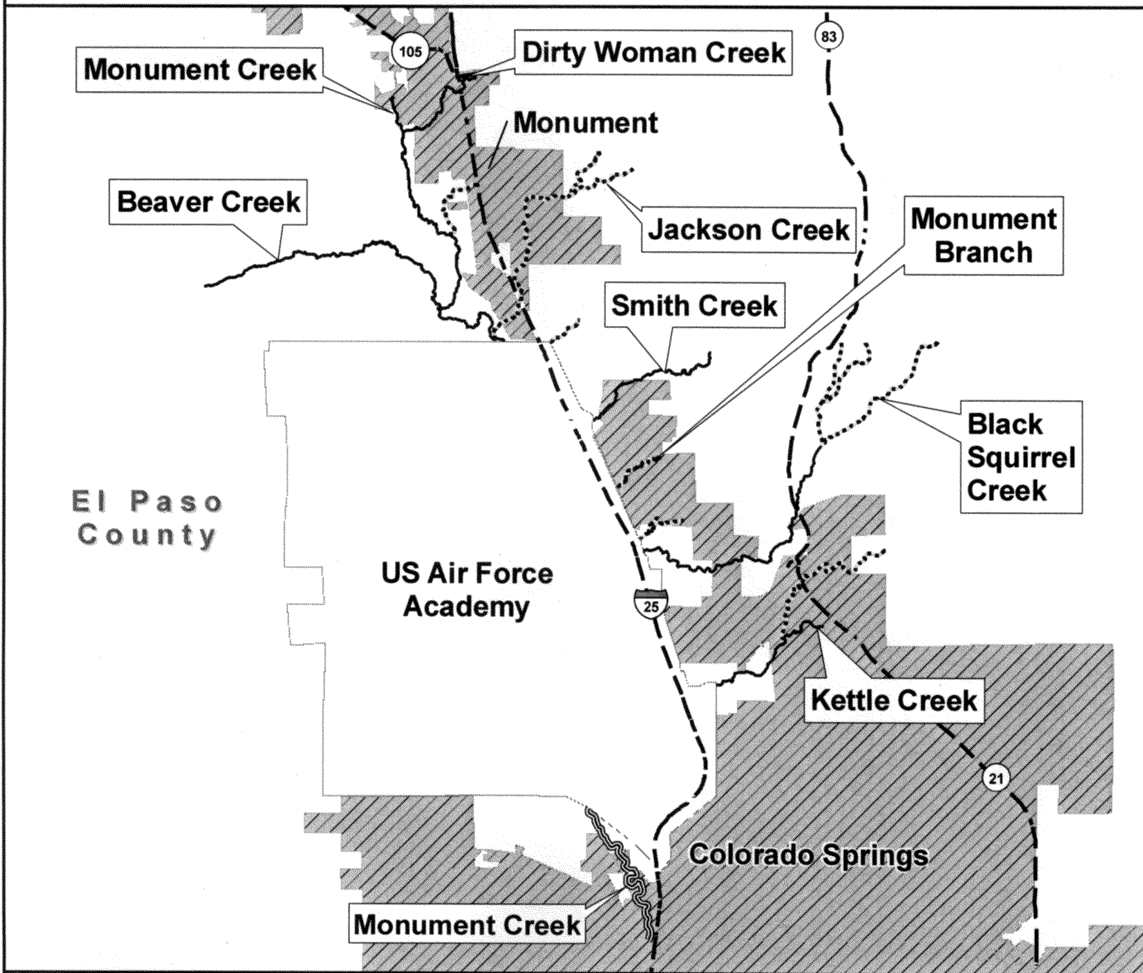 83
105
Dirty Woman Creek
Monument Creek
Monument
Beaver Creek
Jackson Creek
Monument
Branch
Smith Creek
Black
Squirrel
Creek
El Paso
County
US Air Force
Academy
25
Kettle Creek
21
Colorado Springs
Monument Creek